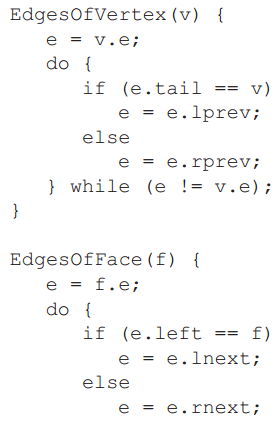 EdgesOfVertex(v) {
   e = v.e;
   do {
      if (e.tail == v)
         e = e.lprev;
      else
         e = e.rprev;
   } while (e != v.e);
}

EdgesOfFace(f) {
   e = f.e;
   do {
      if (e.left == f)
         e = e.lnext;
      else
         e = e.rnext;